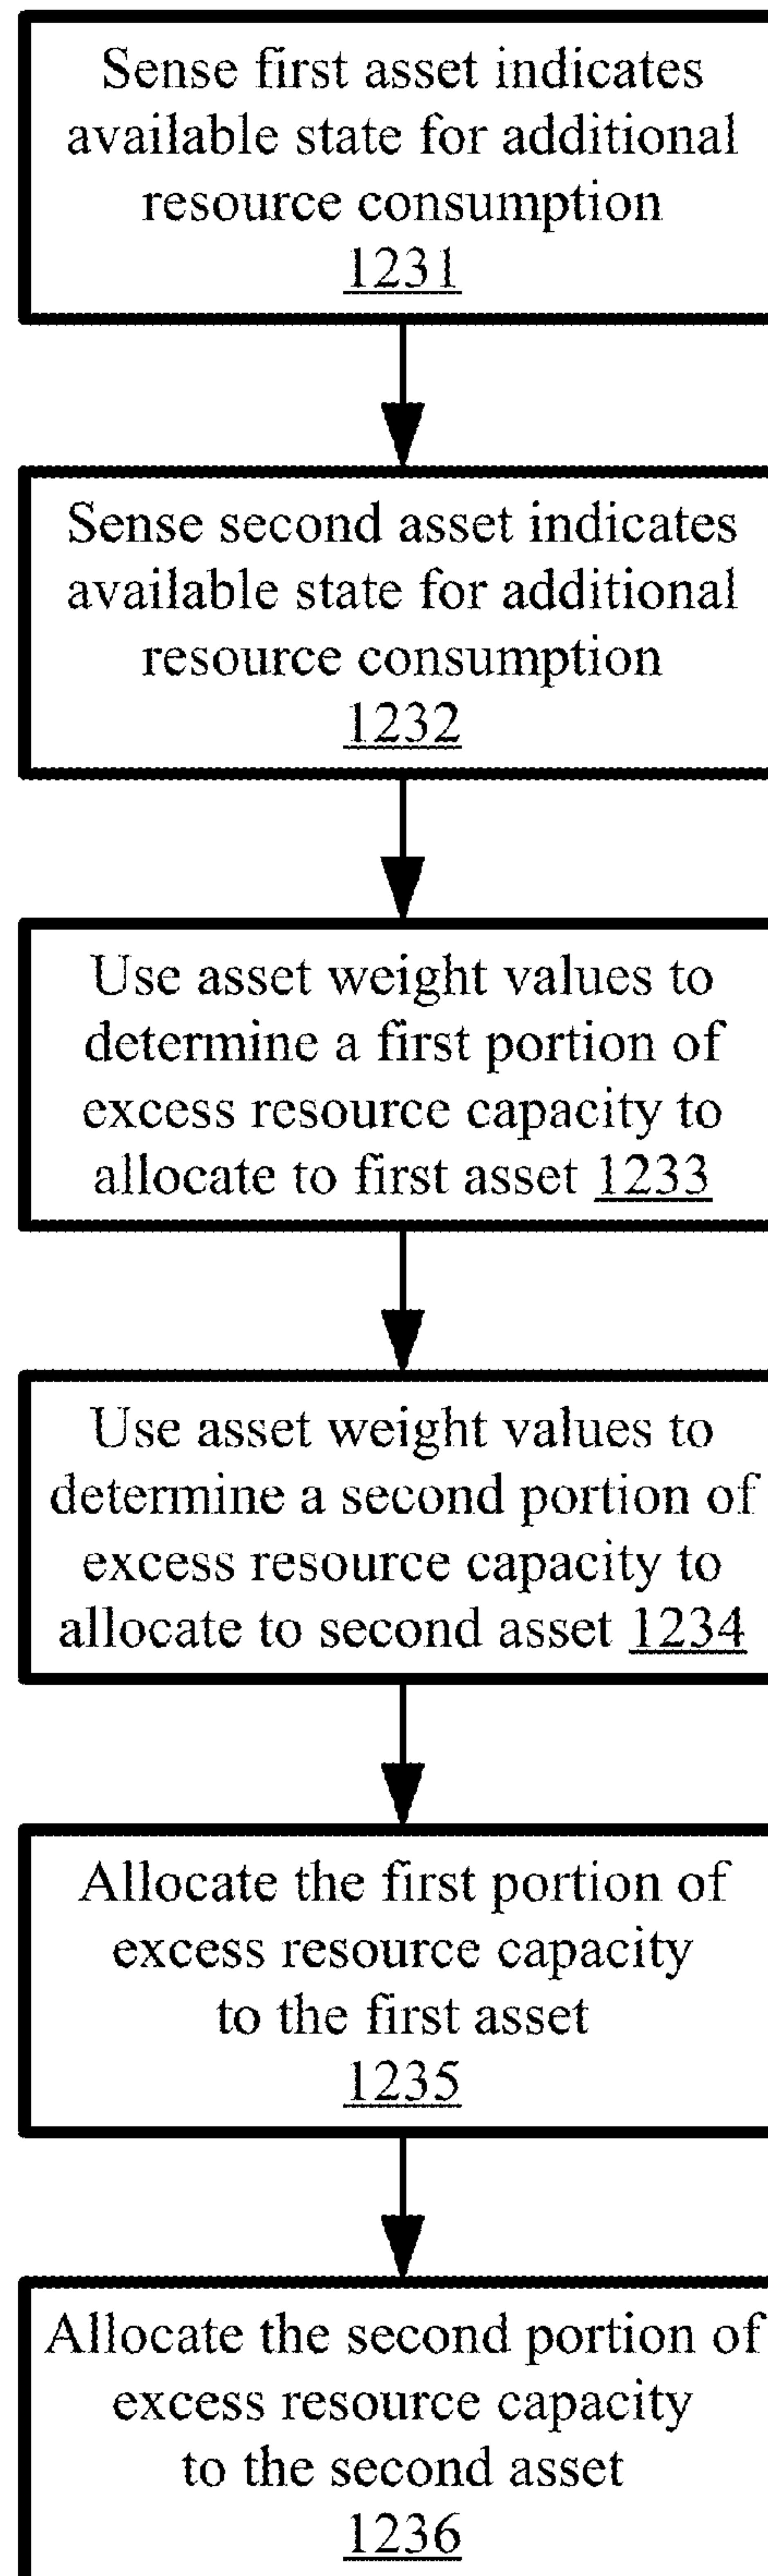 Sense first asset indicates
available state for additional
resource consumption
1231
Sense second asset indicates
available state for additional
resource consumption
1232
Use asset weight values to
determine a first portion of
excess resource capacity to
allocate to first asset 1233
Use asset weight values to
determine a second portion of
excess resource capacity to
allocate to second asset 1234
Allocate the first portion of
excess resource capacity
to the first asset
1235
Allocate the second portion of
excess resource capacity
to the second asset
1236